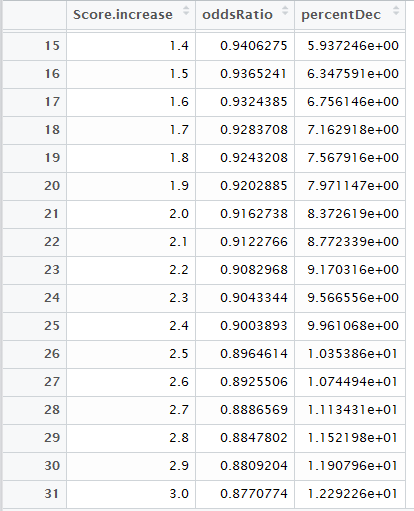 Score.increase oddsRatio percentDec
15 1.4 0.9406275 5.937246e+00
16 1.5 0.9365241 6.347591e+00
17 1.6 0.9324385 6.756146e+00
18 1.7 0.9283708 7.162918e+00
19 1.8 0.9243208 7.567916e+00
20 1.9 0.9202885 7.971147e+00
21 2.0 0.9162738 8.372619e+00
22 2.1 0.9122766 8.772339e+00
23 2.2 0.9082968 9.170316e+00
24 2.3 0.9043344 9.566556e+00
25 2.4 0.9003893 9.961068e+00
26 2.5 0.8964614 1.035386e+01
27 2.6 0.8925506 1.074494e+01
28 2.7 0.8886569 1.113431e+01
29 2.8 0.8847802 1.152198e+01
30 2.9 0.8809204 1.190796e+01
31 3.0 0.8770774 1.229226e+01